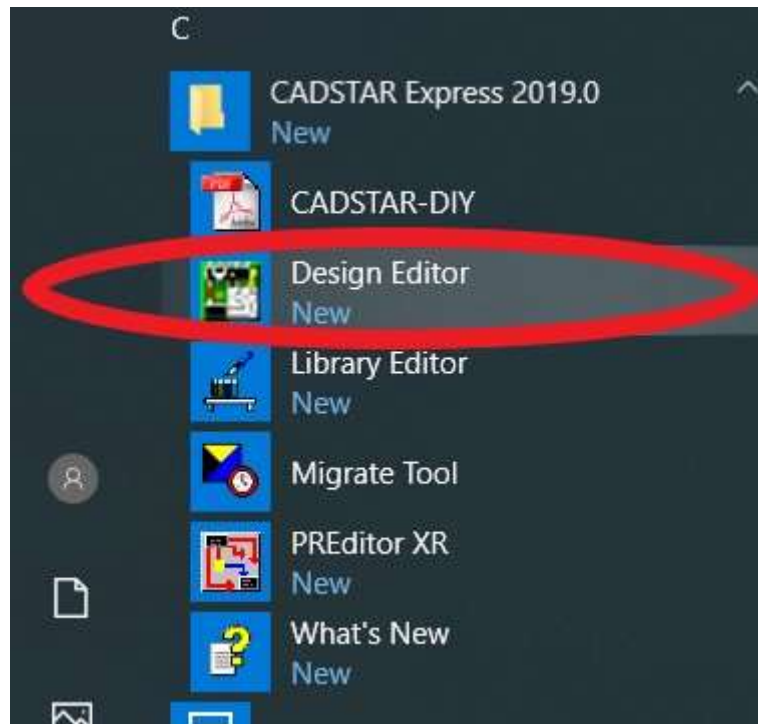 C
CADSTAR Express 2019.0
New
CADSTAR-DIY
Design Editor
New
Library Editor
New
Migrate Tool
PREditor XR
New
What's New
New